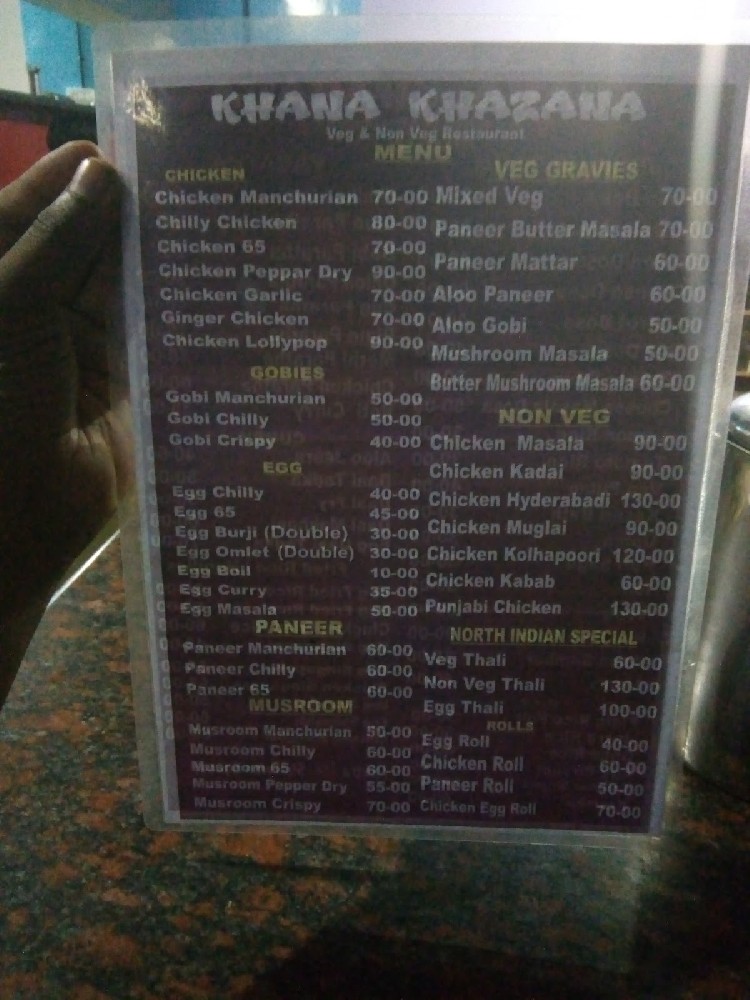 KHANA KHAZANA
Veg & Non Veg Restaurant
MENU
CHICKEN
Chicken Manchurian 70-00
Chilly Chicken 80-00
Chicken 65 70-00
Chicken Peppar Dry 90-00
Chicken Garlic 70-00
Ginger Chicken 70-00
Chicken Lollypop 90-00
GOBIES
Gobi Manchurian 50-00
Gobi Chilly 50-00
Gobi Crispy 40-00
EGG
Egg Chilly 40-00
Egg 65 45-00
Egg Burji (Double) 30-00
Egg Omlet (Double) 30-00
Egg Boil 10-00
Egg Curry 35-00
Egg Masala 50-00
PANEER
Paneer Manchurian 60-00
Paneer Chilly 60-00
Paneer 65 60-00
MUSROOM
Musroom Manchurian 50-00
Musroom Chilly 60-00
Musroom 65 60-00
Musroom Pepper Dry 55-00
Musroom Crispy 70-00
VEG GRAVIES
Mixed Veg 70-00
Paneer Butter Masala 70-00
Paneer Mattar 60-00
Aloo Paneer 60-00
Aloo Gobi 50-00
Mushroom Masala 50-00
Butter Mushroom Masala 60-00
NON VEG
Chicken Masala 90-00
Chicken Kadai 90-00
Chicken Hyderabadi 130-00
Chicken Muglai 90-00
Chicken Kolhapoori 120-00
Chicken Kabab 60-00
Punjabi Chicken 130-00
NORTH INDIAN SPECIAL
Veg Thali 60-00
Non Veg Thali 130-00
Egg Thali 100-00
ROLLS
Egg Roll 40-00
Chicken Roll 60-00
Paneer Roll 50-00
Chicken Egg Roll 70-00